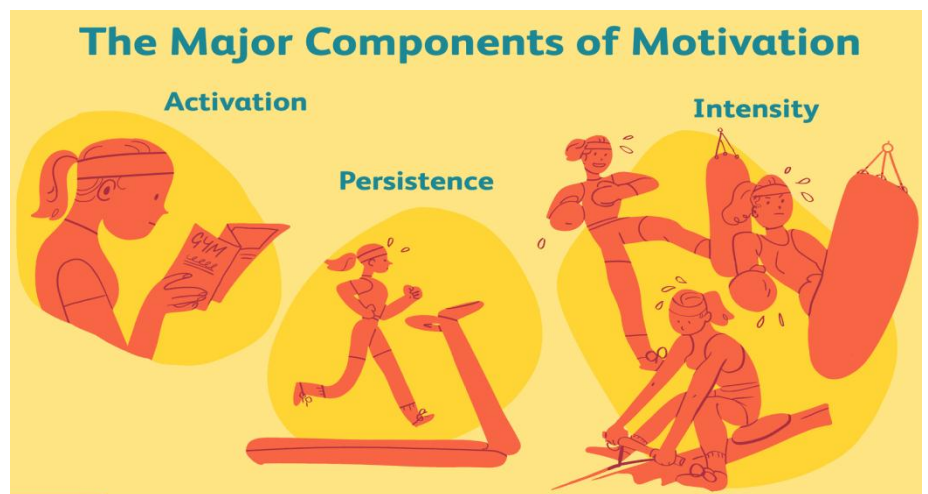 The Major Components of Motivation
Activation
Intensity
Persistence
GYM